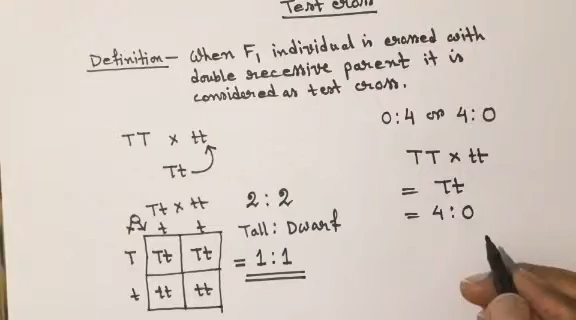 Test cross
Definition - When F1 individual is crossed with
double recessive parent it is
considered as test cross.
TT × tt
Tt
Tt × tt
t t
T Tt Tt
t tt tt
2 : 2
Tall : Dwarf
= 1 : 1
0 : 4 or 4 : 0
TT × tt
= Tt
= 4 : 0